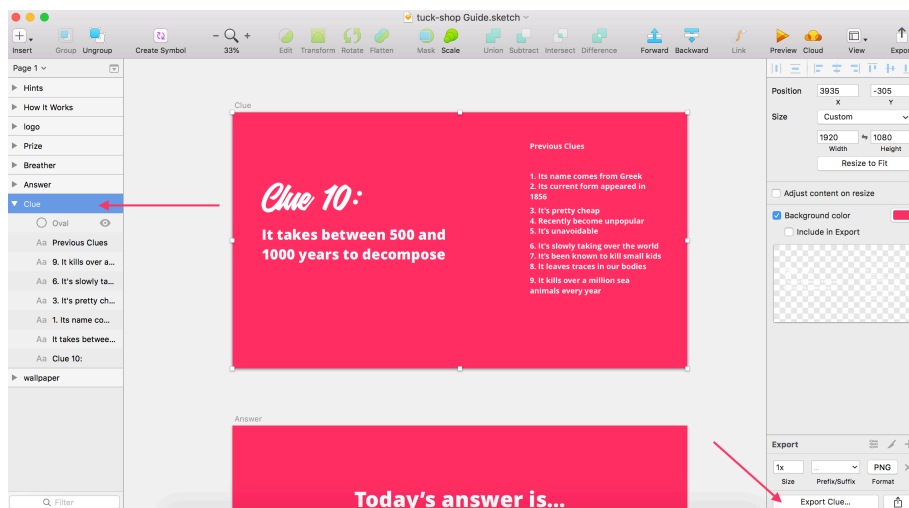 tuck-shop Guide.sketch
Insert
Group Ungroup
Create Symbol
33%
Edit Transform Rotate Flatten
Mask Scale
Union Subtract Intersect Difference
Forward Backward
Link
Preview Cloud
View
Expor
Page 1
Hints
How It Works
logo
Prize
Breather
Answer
Clue
Oval
Aa Previous Clues
Aa 9. It kills over a...
Aa 6. It's slowly ta...
Aa 3. It's pretty ch...
Aa 1. Its name co...
Aa It takes betwee...
Aa Clue 10:
wallpaper
Filter
Clue
Clue 10:
It takes between 500 and
1000 years to decompose
Previous Clues
1. Its name comes from Greek
2. Its current form appeared in
1856
3. It's pretty cheap
4. Recently become unpopular
5. It's unavoidable
6. It's slowly taking over the world
7. It's been known to kill small kids
8. It leaves traces in our bodies
9. It kills over a million sea
animals every year
Answer
Today's answer is...
Position 3935 -305
X Y
Size Custom
1920 1080
Width Height
Resize to Fit
Adjust content on resize
Background color
Include in Export
Export
1x ... PNG
Size Prefix/Suffix Format
Export Clue...